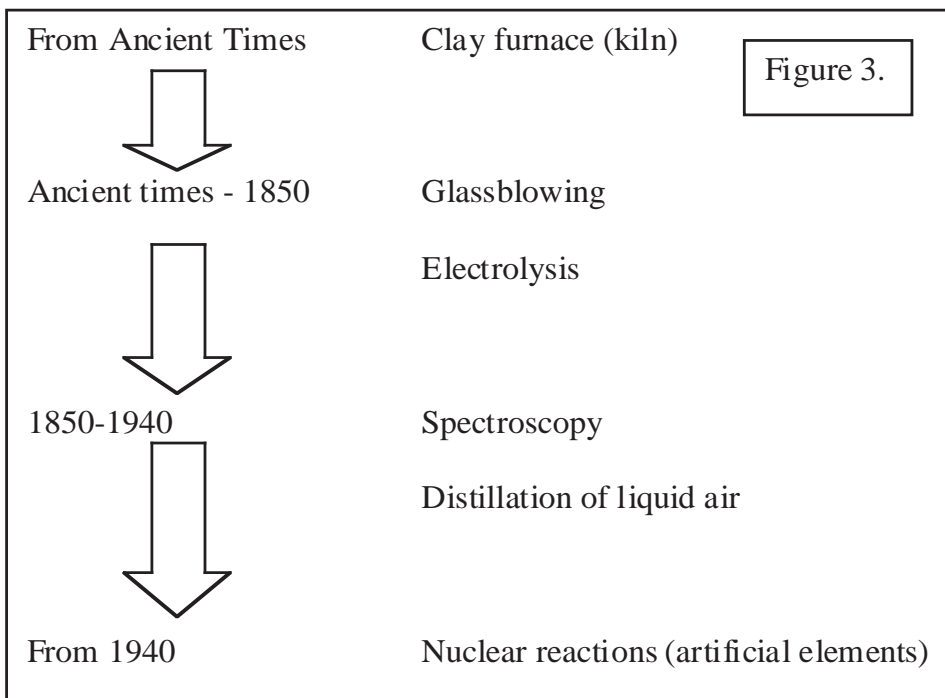 From Ancient Times Clay furnace (kiln)
Figure 3.
Ancient times - 1850 Glassblowing
Electrolysis
1850-1940 Spectroscopy
Distillation of liquid air
From 1940 Nuclear reactions (artificial elements)